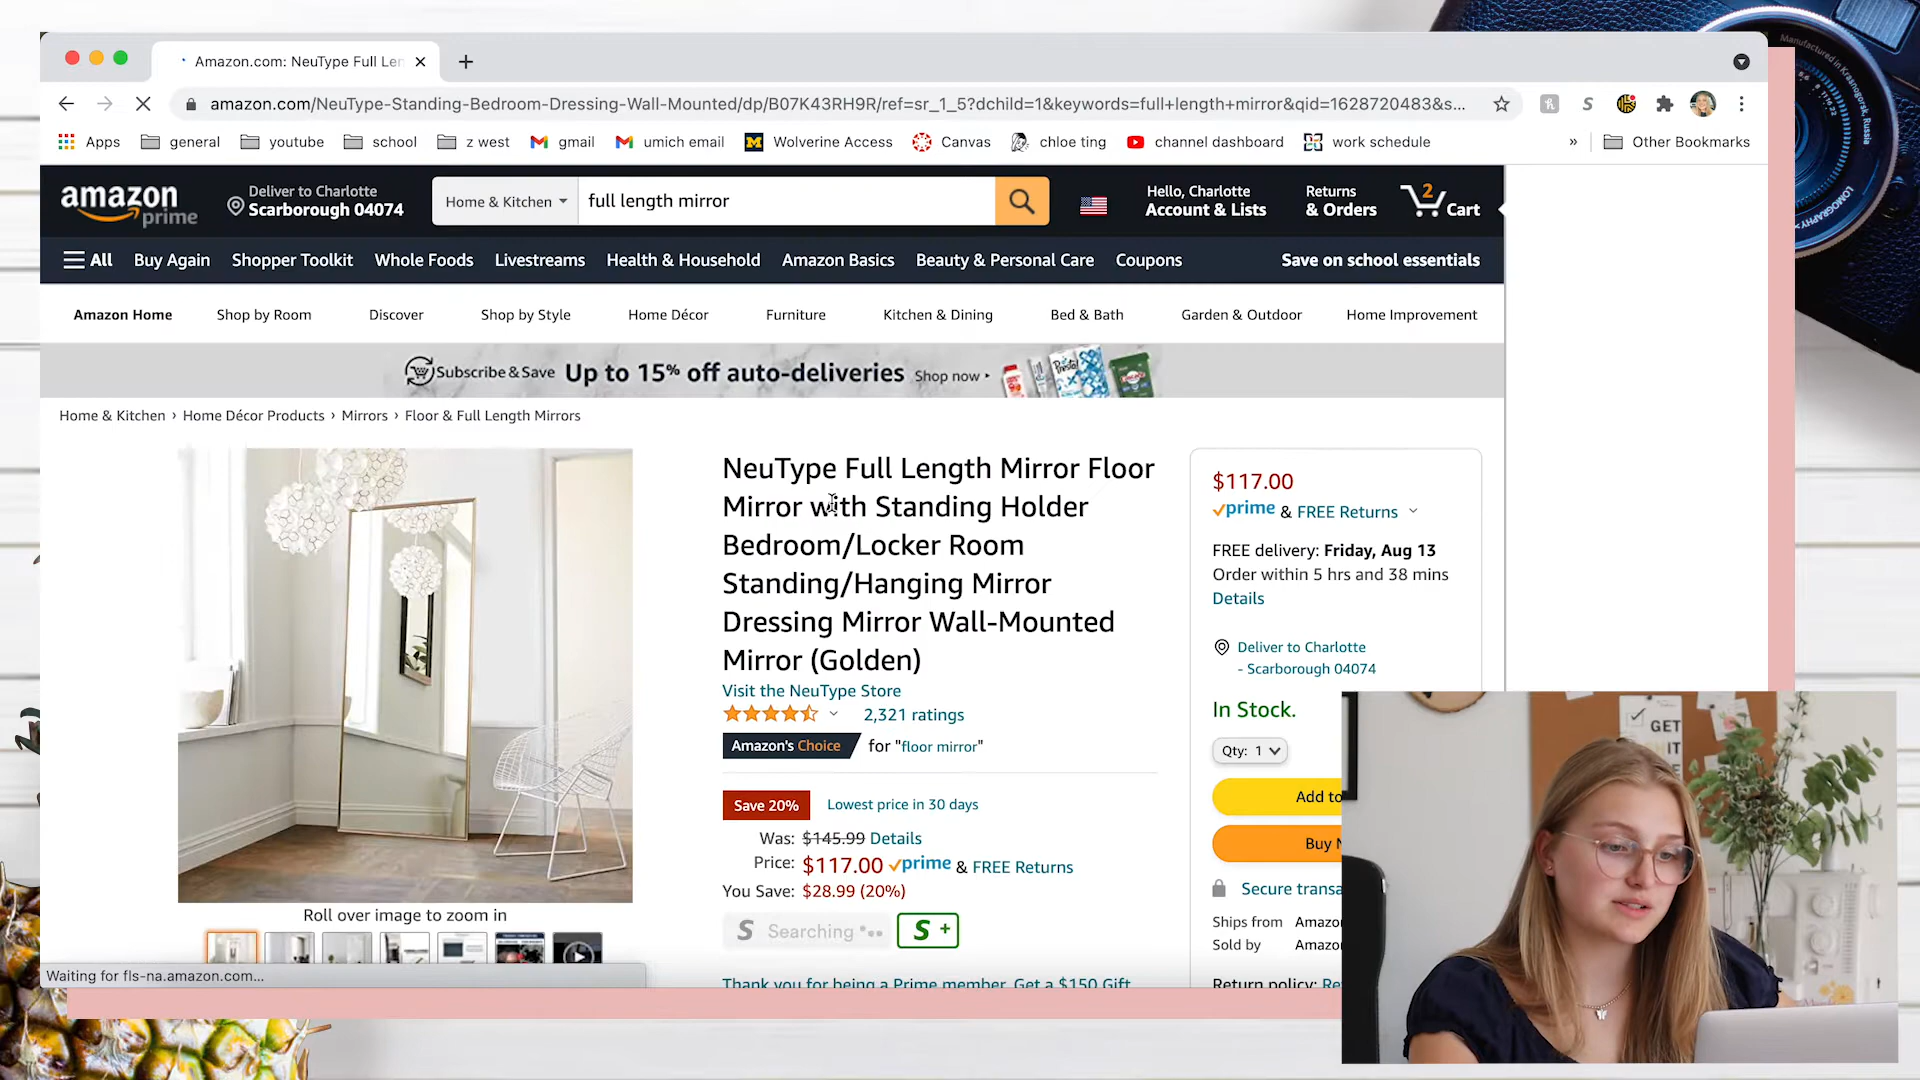 Amazon.com: NeuType Full Len
amazon.com/NeuType-Standing-Bedroom-Dressing-Wall-Mounted/dp/B07K43RH9R/ref=sr_1_5?dchild=1&keywords=full+length+mirror&qid=1628720483&s...
Apps general youtube school z west gmail umich email Wolverine Access Canvas chloe ting channel dashboard work schedule » Other Bookmarks
amazon prime
Deliver to Charlotte
Scarborough 04074
Home & Kitchen
full length mirror
Hello, Charlotte
Account & Lists
Returns
& Orders
2
Cart
All Buy Again Shopper Toolkit Whole Foods Livestreams Health & Household Amazon Basics Beauty & Personal Care Coupons Save on school essentials
Amazon Home Shop by Room Discover Shop by Style Home Décor Furniture Kitchen & Dining Bed & Bath Garden & Outdoor Home Improvement
Subscribe & Save Up to 15% off auto-deliveries Shop now
Home & Kitchen › Home Décor Products › Mirrors › Floor & Full Length Mirrors
NeuType Full Length Mirror Floor
Mirror with Standing Holder
Bedroom/Locker Room
Standing/Hanging Mirror
Dressing Mirror Wall-Mounted
Mirror (Golden)
Visit the NeuType Store
2,321 ratings
Amazon's Choice for "floor mirror"
Save 20% Lowest price in 30 days
Was: $145.99 Details
Price: $117.00 prime & FREE Returns
You Save: $28.99 (20%)
S Searching
S +
Thank you for being a Prime member. Get a $150 Gift
Roll over image to zoom in
Waiting for fls-na.amazon.com...
$117.00
prime & FREE Returns
FREE delivery: Friday, Aug 13
Order within 5 hrs and 38 mins
Details
Deliver to Charlotte
- Scarborough 04074
In Stock.
Qty: 1
Add to
Buy N
Secure transa
Ships from Amazon
Sold by Amazon
Return policy: Re
GET
IT
Manufactured in Krasnogorsk, Russia
LOMOGRAPHY